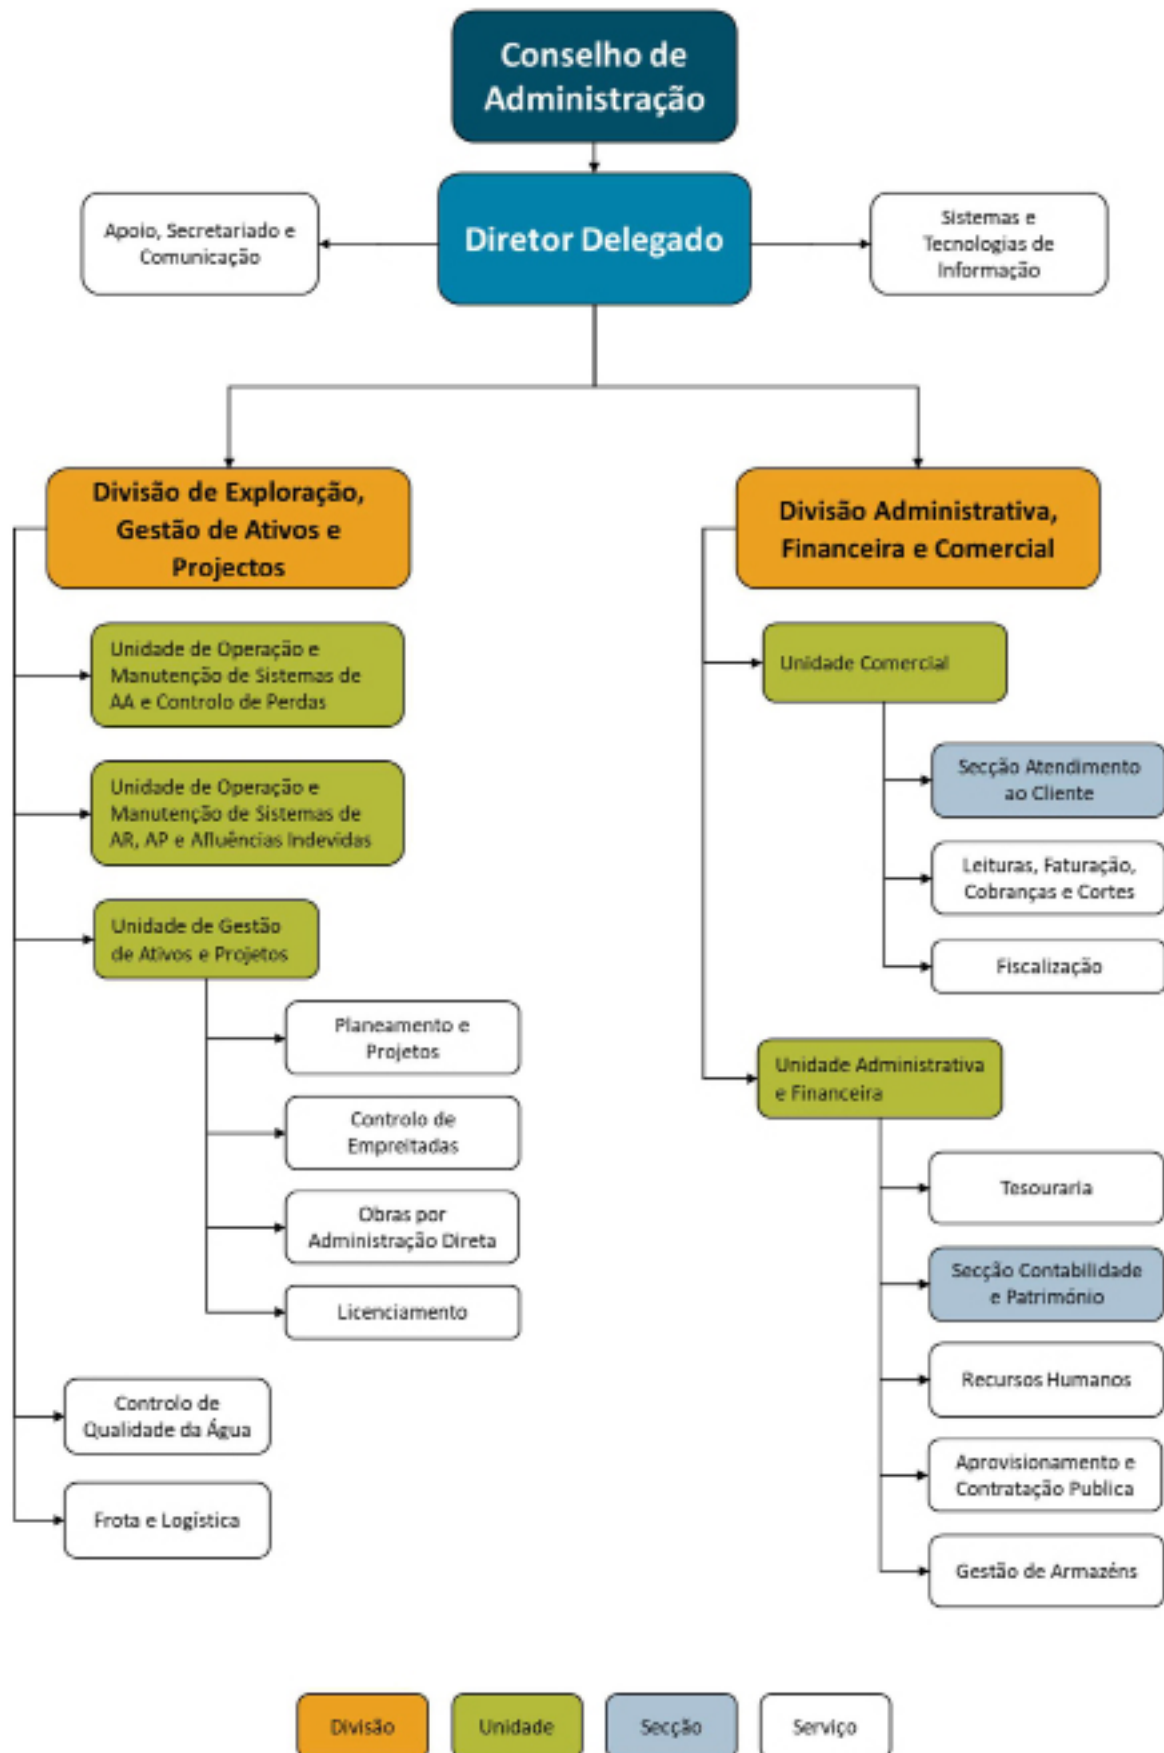 Conselho de
Administração
Apoio, Secretariado e
Comunicação
Diretor Delegado
Sistemas e
Tecnologias de
Informação
Divisão de Exploração,
Gestão de Ativos e
Projectos
Unidade de Operação e
Manutenção de Sistemas de
AA e Controlo de Perdas
Unidade de Operação e
Manutenção de Sistemas de
AR, AP e Afluências Indevidas
Unidade de Gestão
de Ativos e Projetos
Planeamento e
Projetos
Controlo de
Empreitadas
Obras por
Administração Direta
Licenciamento
Controlo de
Qualidade da Água
Frota e Logística
Divisão Administrativa,
Financeira e Comercial
Unidade Comercial
Secção Atendimento
ao Cliente
Leituras, Faturação,
Cobranças e Cortes
Fiscalização
Unidade Administrativa
e Financeira
Tesouraria
Secção Contabilidade
e Património
Recursos Humanos
Aprovisionamento e
Contratação Publica
Gestão de Armazéns
Divisão
Unidade
Secção
Serviço